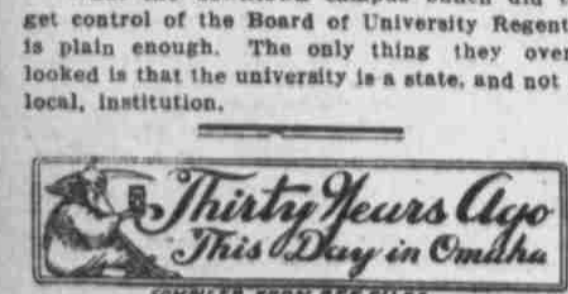 get control of the Board of University Regent
is plain enough. The only thing they over
looked is that the university is a state, and not
local, institution.
Thirty Years Ago
This Day in Omaha